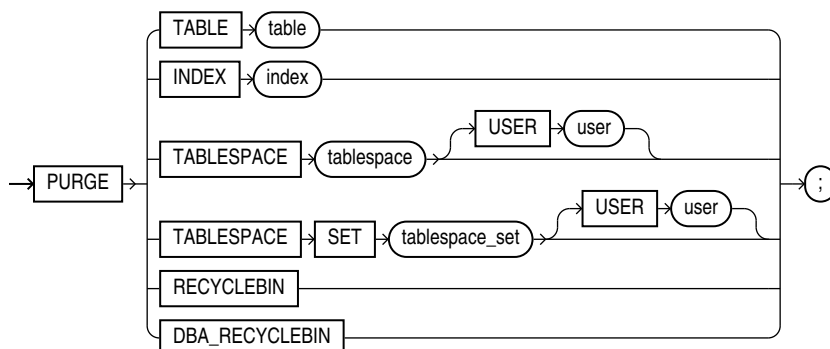 TABLE table
INDEX index
USER user
TABLESPACE tablespace
PURGE ;
USER user
TABLESPACE SET tablespace_set
RECYCLEBIN
DBA_RECYCLEBIN